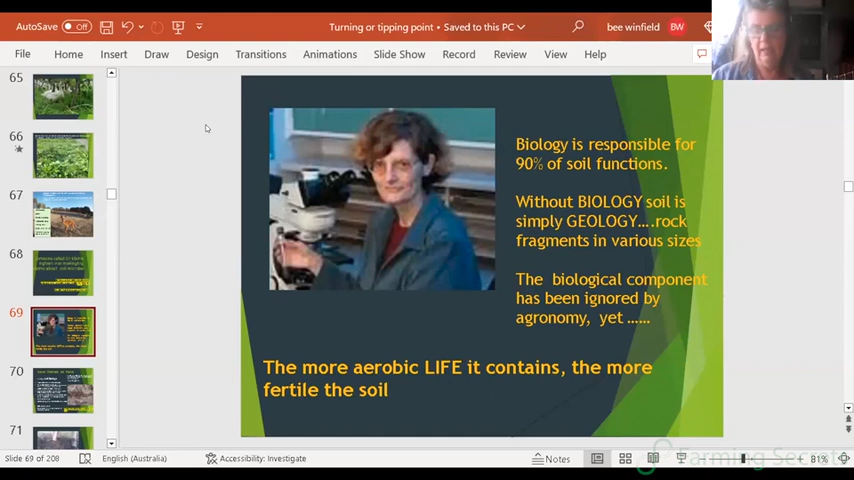 AutoSave Off
Turning or tipping point • Saved to this PC
bee winfield BW
File Home Insert Draw Design Transitions Animations Slide Show Record Review View Help
65
66
67
68
69
70
71
Biology is responsible for
90% of soil functions.
Without BIOLOGY soil is
simply GEOLOGY....rock
fragments in various sizes
The biological component
has been ignored by
agronomy, yet ......
The more aerobic LIFE it contains, the more
fertile the soil
Slide 69 of 208 English (Australia) Accessibility: Investigate Notes 81%
Farming Secrets